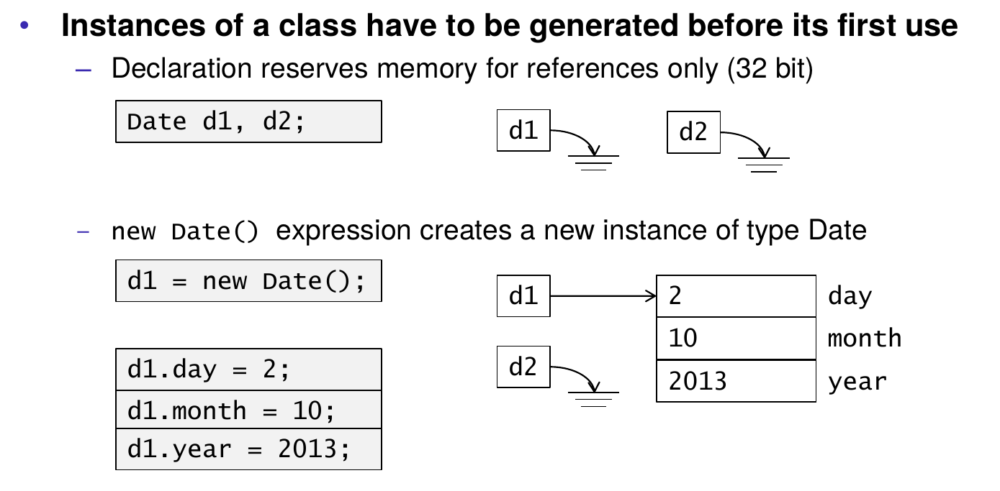 • Instances of a class have to be generated before its first use
– Declaration reserves memory for references only (32 bit)
Date d1, d2;
d1
d2
– new Date() expression creates a new instance of type Date
d1 = new Date();
d1
2
day
10
month
d2
2013
year
d1.day = 2;
d1.month = 10;
d1.year = 2013;